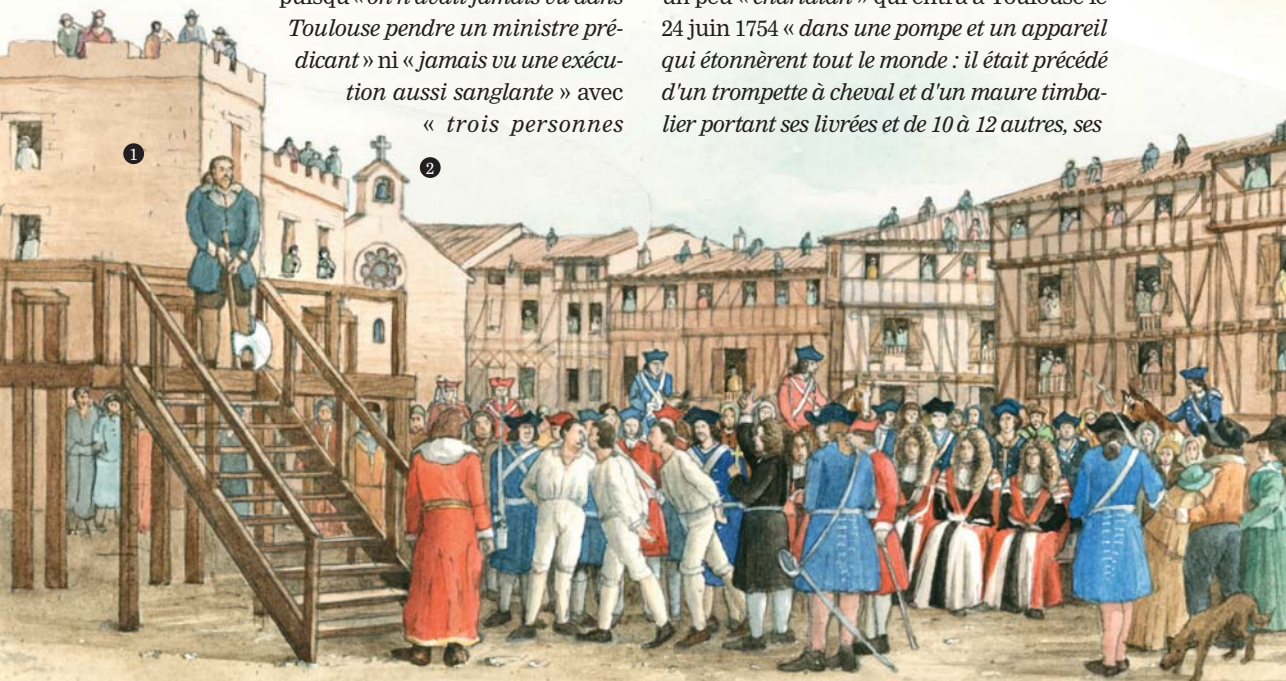 puisqu'« on n'avait jamais vu dans
Toulouse pendre un ministre pré-
dicant » ni « jamais vu une exécu-
tion aussi sanglante » avec
« trois personnes
un peu « charlatan » qui entra à Toulouse le
24 juin 1754 « dans une pompe et un appareil
qui étonnèrent tout le monde : il était précédé
d'un trompette à cheval et d'un maure timba-
lier portant ses livrées et de 10 à 12 autres, ses
1
2